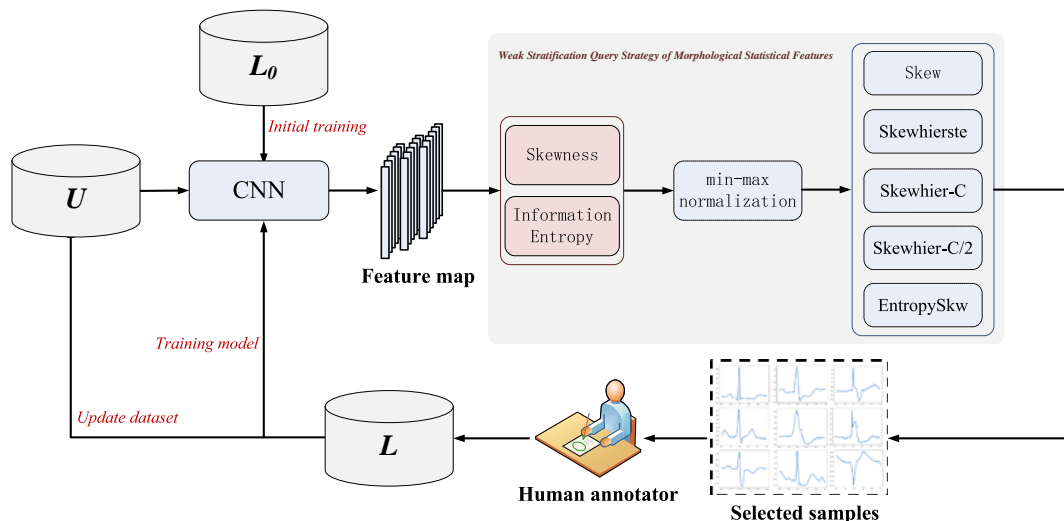 L0
Initial training
U
CNN
Feature map
Weak Stratification Query Strategy of Morphological Statistical Features
Skewness
Information
Entropy
min-max
normalization
Skew
Skewhierste
Skewhier-C
Skewhier-C/2
EntropySkw
Training model
Update dataset
L
Human annotator
Selected samples